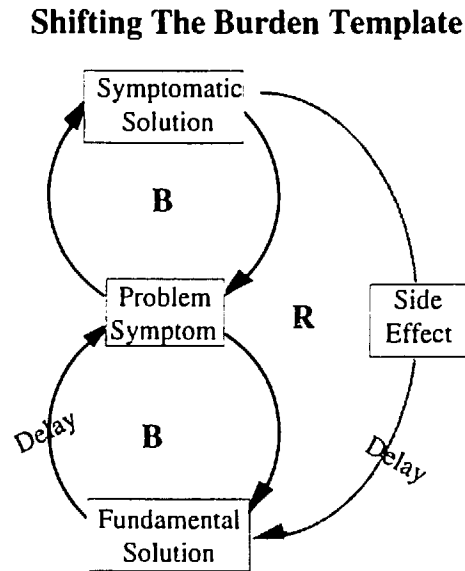 Shifting The Burden Template
Symptomatic
Solution
B
Problem
Symptom
R
Side
Effect
Delay
B
Delay
Fundamental
Solution